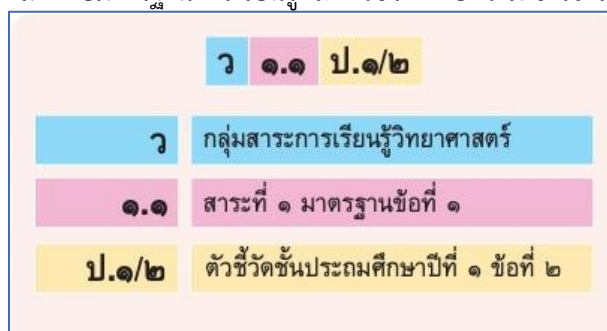 ว ๑.๑ ป.๑/๒
ว กลุ่มสาระการเรียนรู้วิทยาศาสตร์
๑.๑ สาระที่ ๑ มาตรฐานข้อที่ ๑
ป.๑/๒ ตัวชี้วัดชั้นประถมศึกษาปีที่ ๑ ข้อที่ ๒